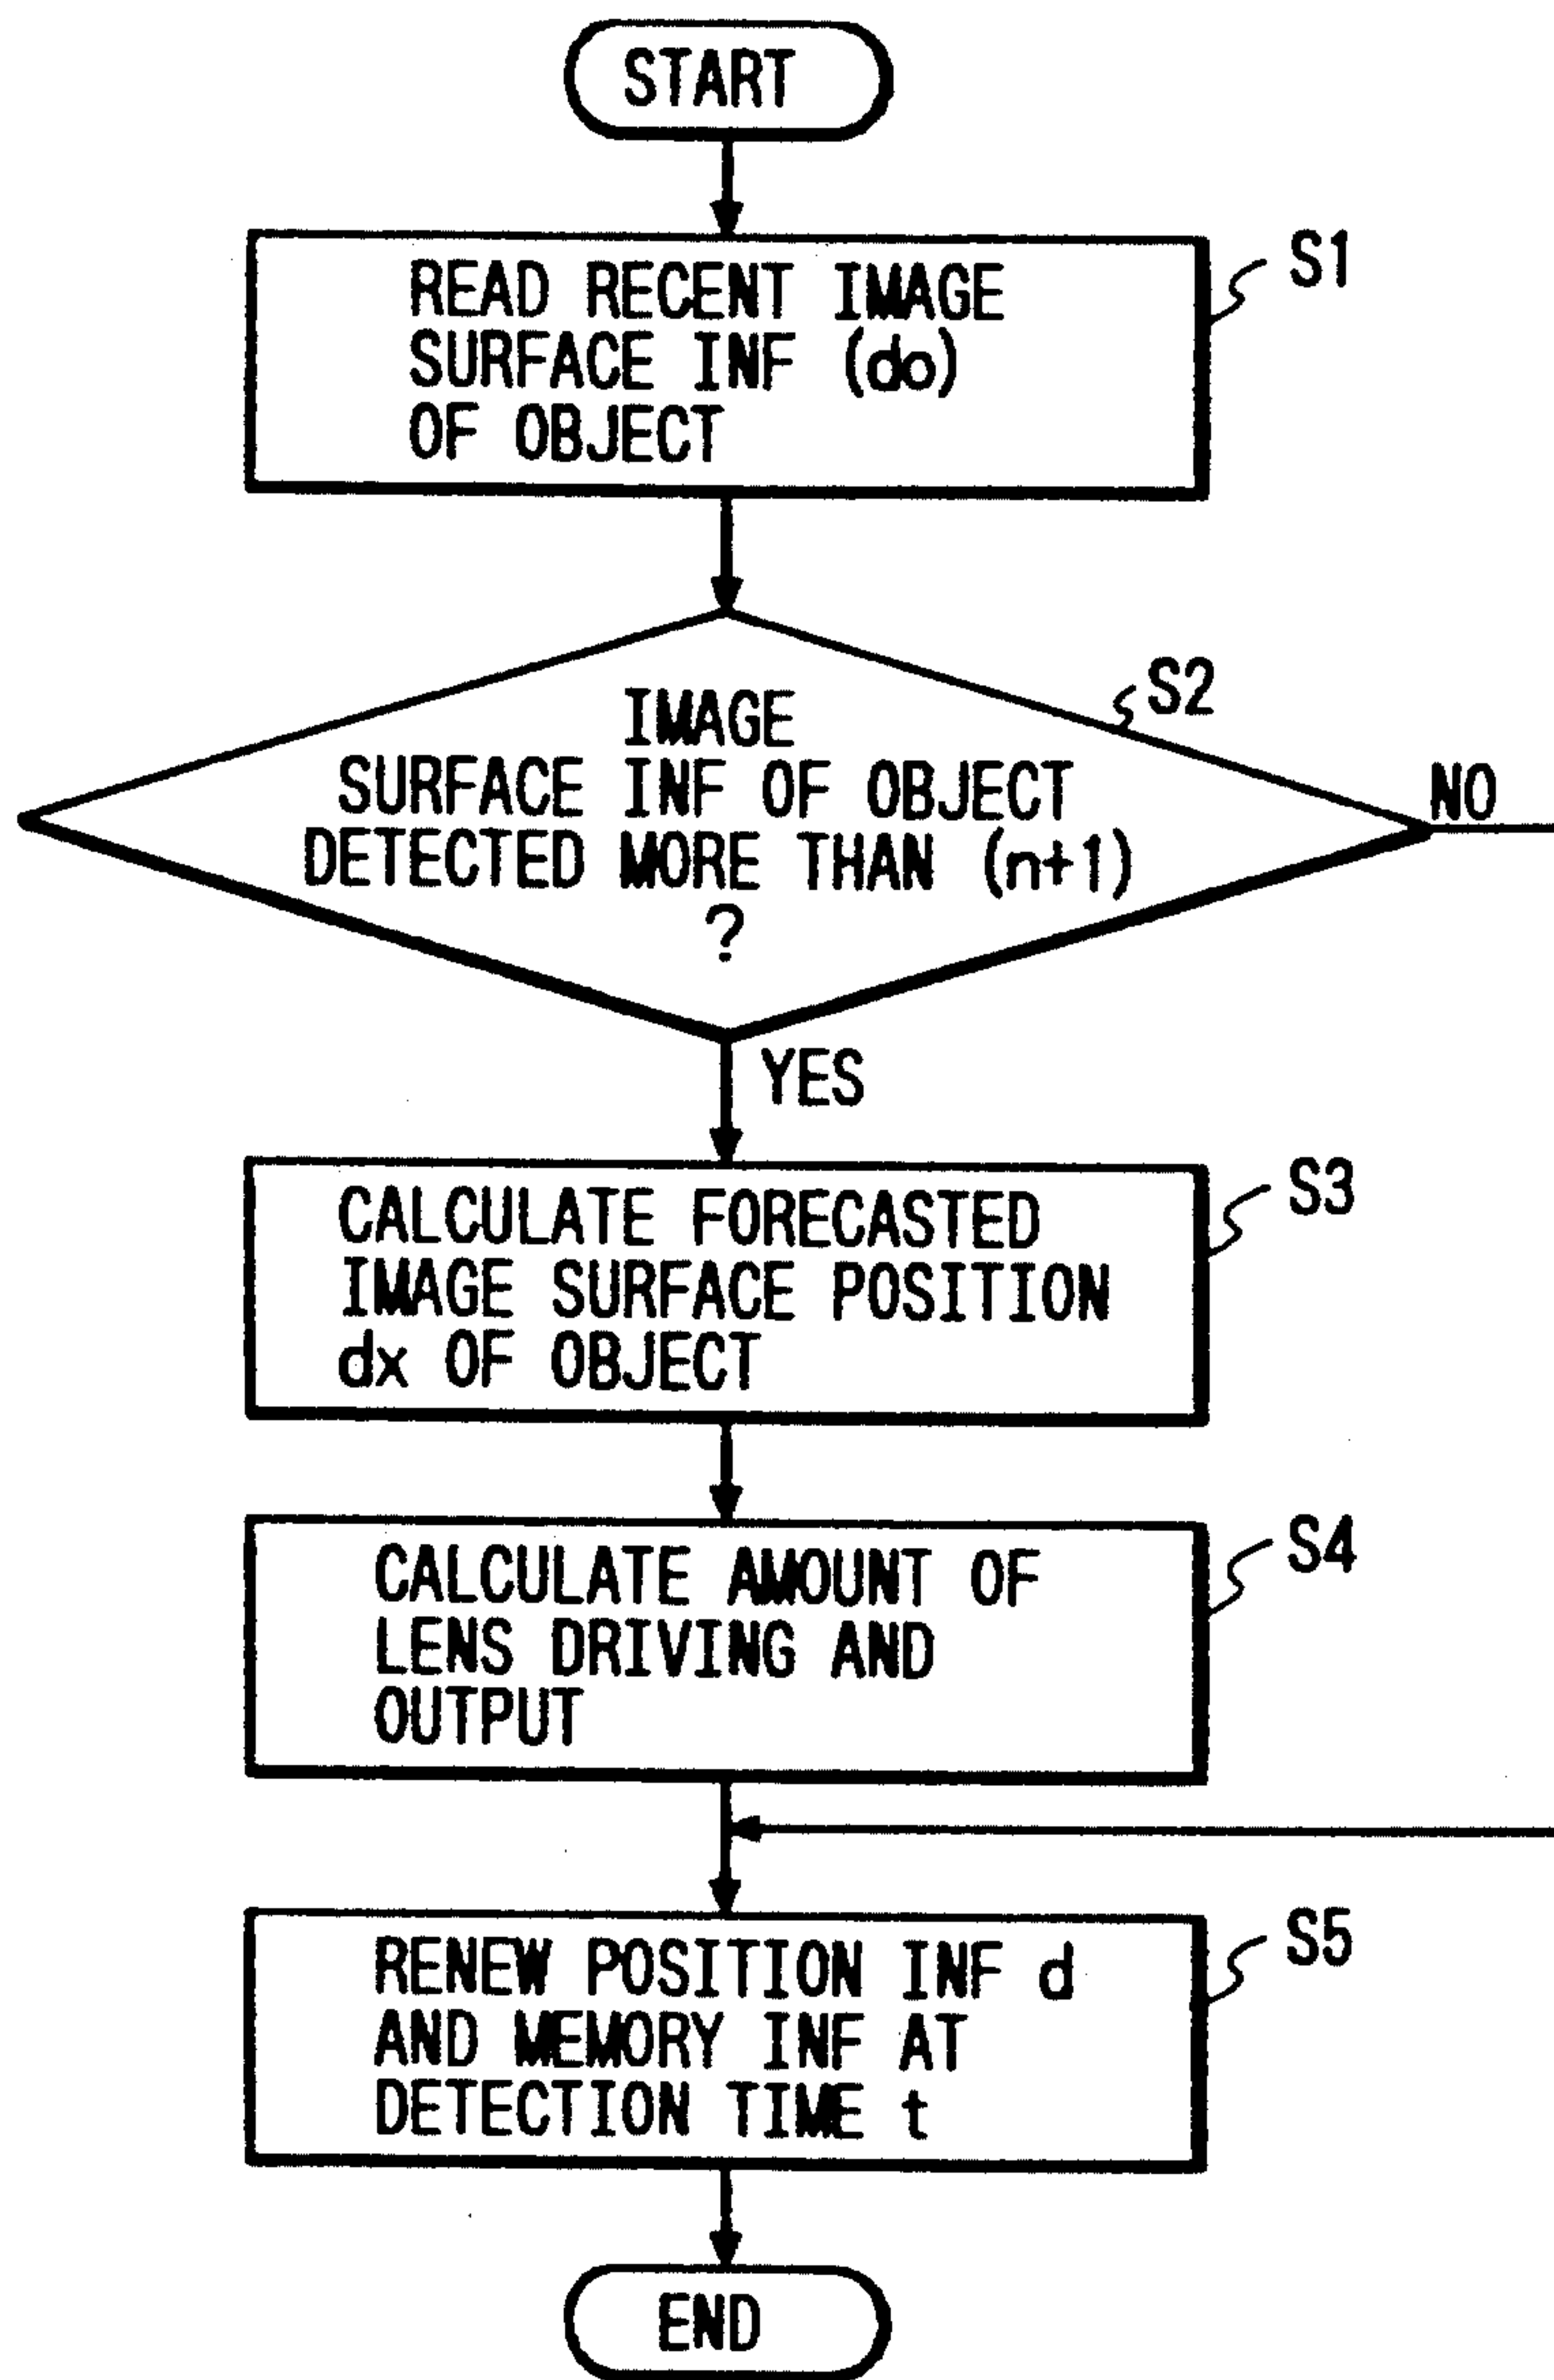 START
READ RECENT IMAGE
SURFACE INF (do)
OF OBJECT
S1
IMAGE
SURFACE INF OF OBJECT
DETECTED MORE THAN (n+1)
?
S2
NO
YES
CALCULATE FORECASTED
IMAGE SURFACE POSITION
dx OF OBJECT
S3
CALCULATE AMOUNT OF
LENS DRIVING AND
OUTPUT
S4
RENEW POSITION INF d
AND MEMORY INF AT
DETECTION TIME t
S5
END